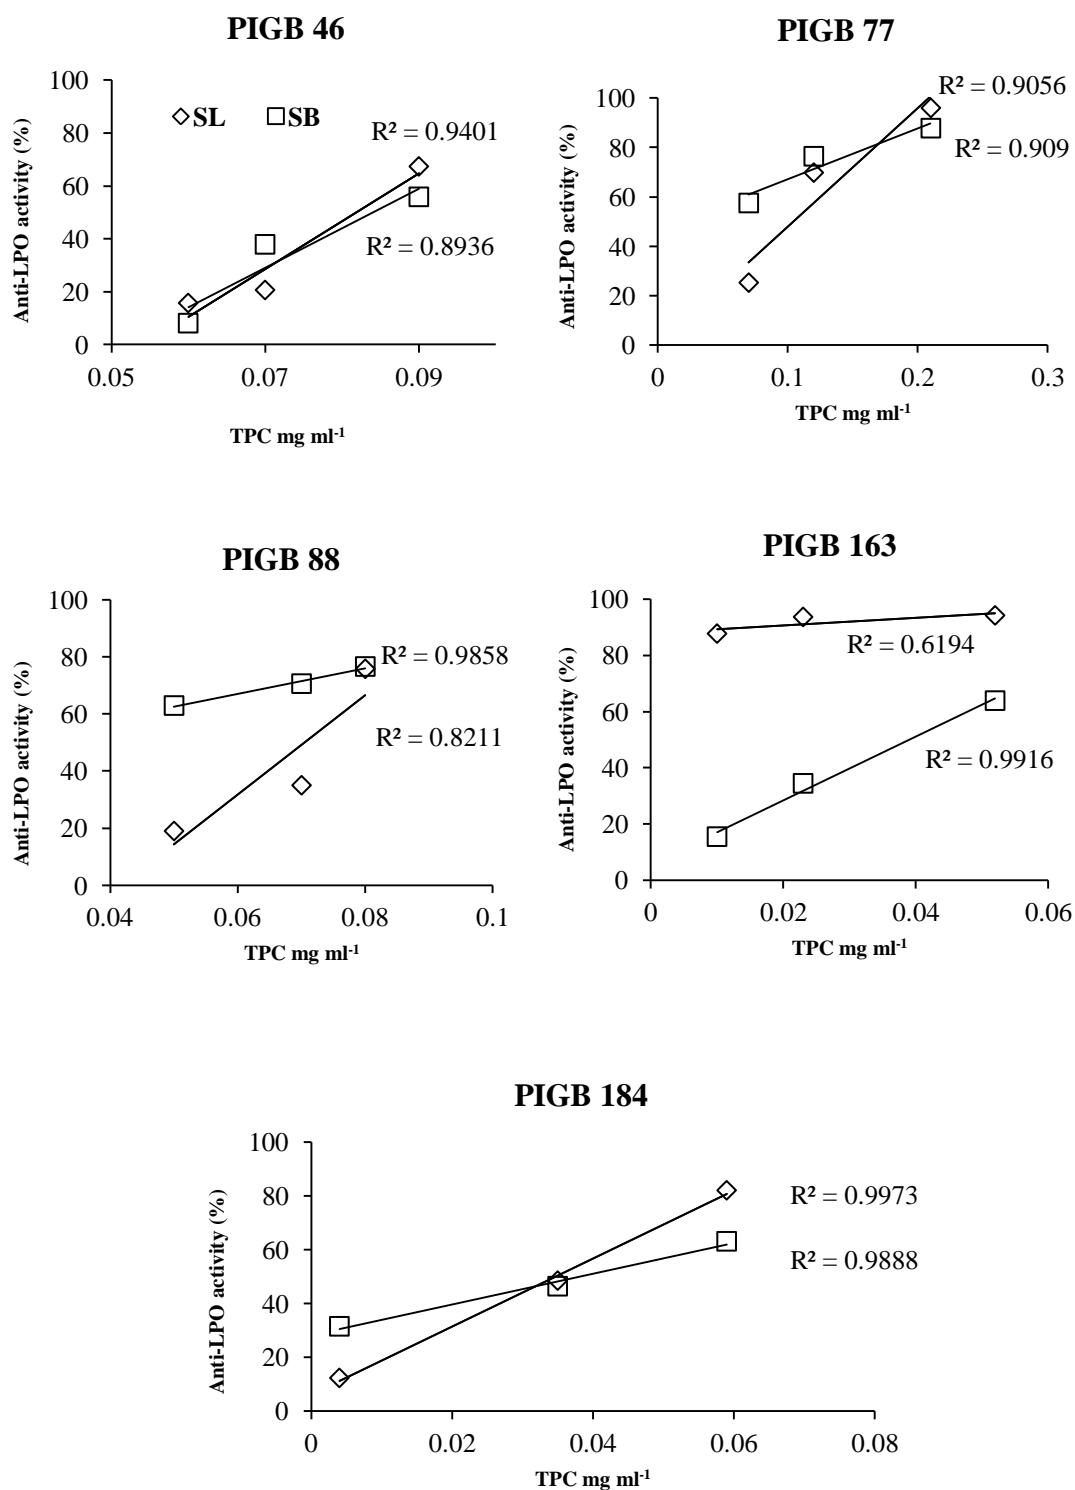 PIGB 46
100
80
60
40
20
0
0.05 0.07 0.09
Anti-LPO activity (%)
TPC mg ml-1
SL SB
R² = 0.9401
R² = 0.8936
PIGB 77
100
80
60
40
20
0
0 0.1 0.2 0.3
Anti-LPO activity (%)
TPC mg ml-1
R² = 0.9056
R² = 0.909
PIGB 88
100
80
60
40
20
0
0.04 0.06 0.08 0.1
Anti-LPO activity (%)
TPC mg ml-1
R² = 0.9858
R² = 0.8211
PIGB 163
100
80
60
40
20
0
0 0.02 0.04 0.06
Anti-LPO activity (%)
TPC mg ml-1
R² = 0.6194
R² = 0.9916
PIGB 184
100
80
60
40
20
0
0 0.02 0.04 0.06 0.08
Anti-LPO activity (%)
TPC mg ml-1
R² = 0.9973
R² = 0.9888